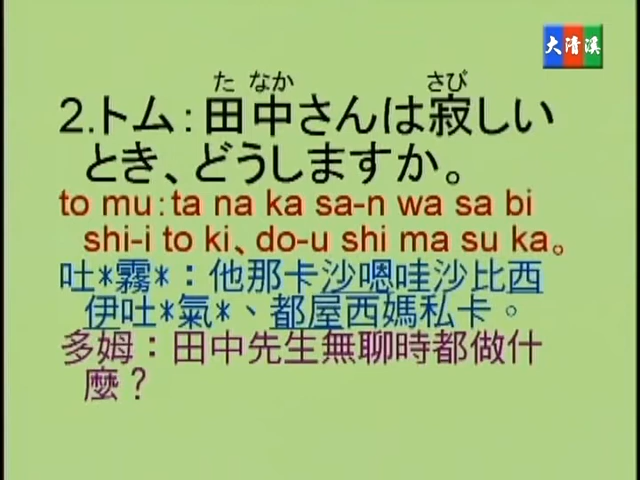 大清溪
た なか さび
2.トム:田中さんは寂しい
とき、どうしますか。
to mu:ta na ka sa-n wa sa bi
shi-i to ki、do-u shi ma su ka。
吐*霧*：他那卡沙嗯哇沙比西
伊吐*氣*、都屋西媽私卡。
多姆：田中先生無聊時都做什
麼？